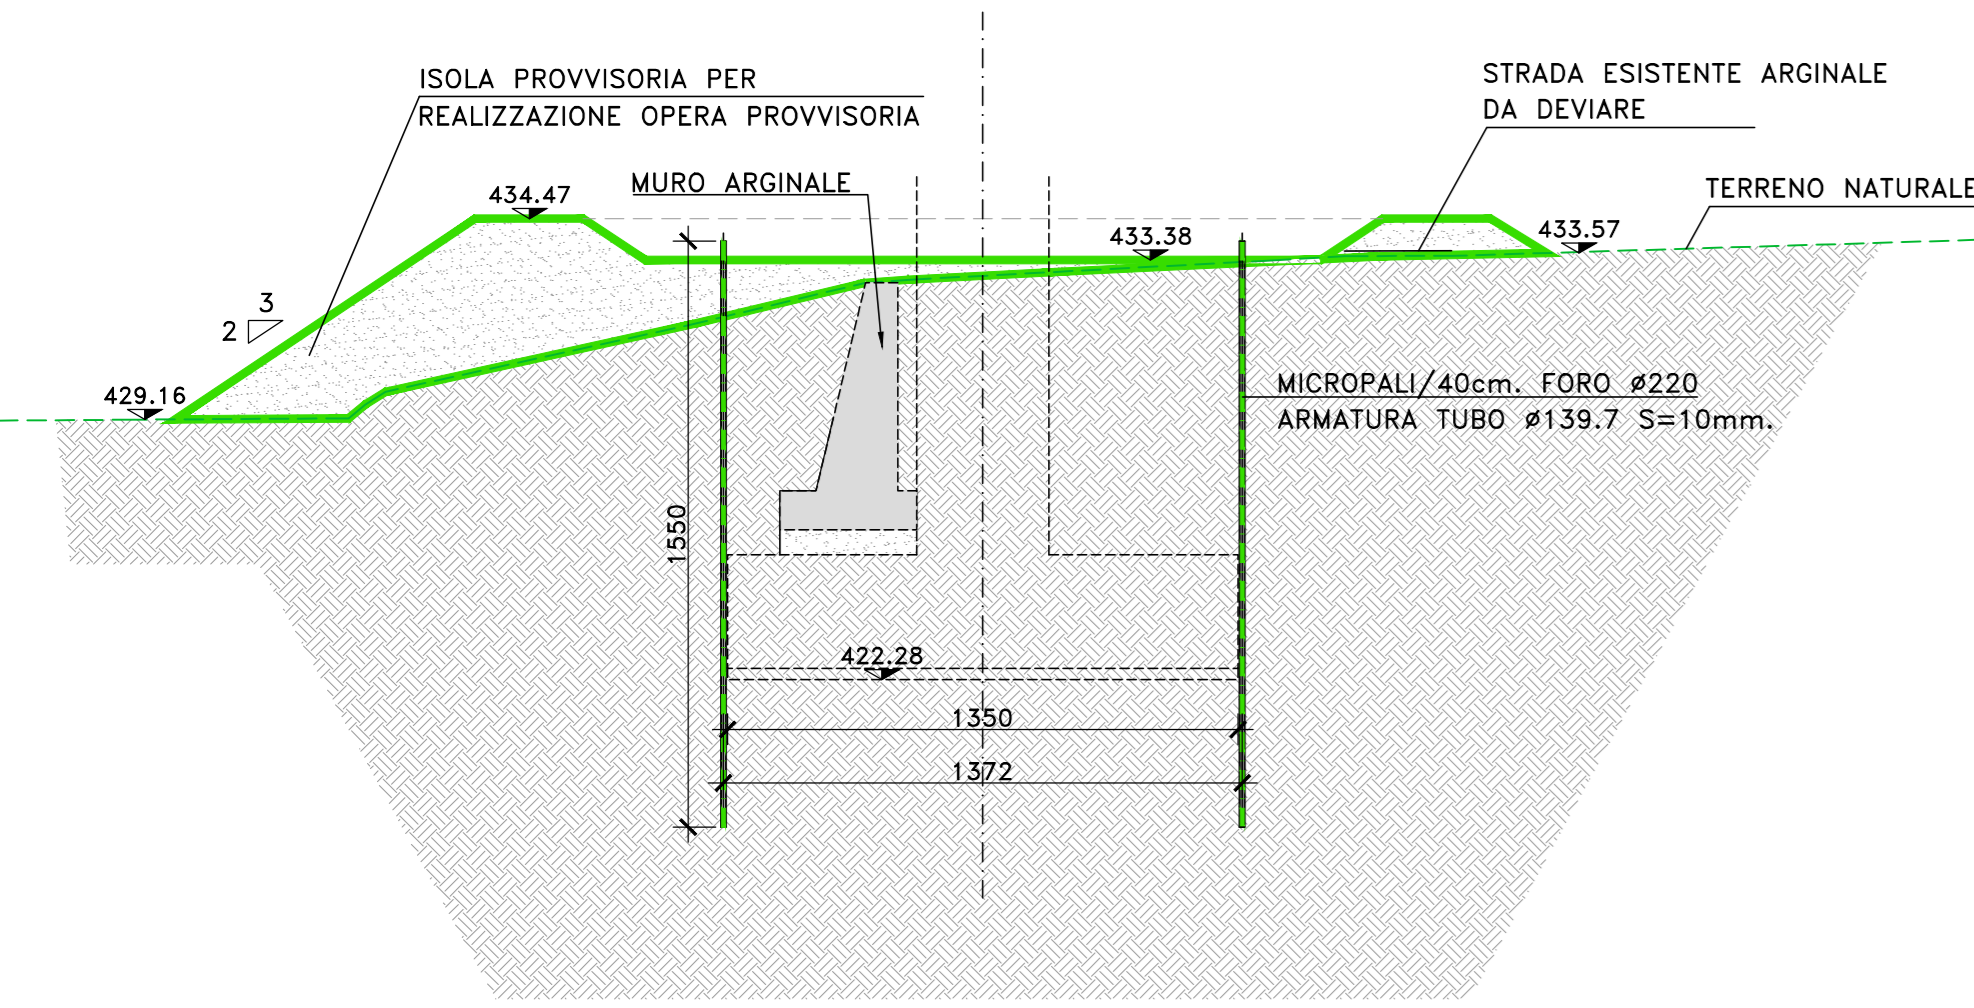 ISOLA PROVVISORIA PER
REALIZZAZIONE OPERA PROVVISORIA
STRADA ESISTENTE ARGINALE
DA DEVIARE
MURO ARGINALE
TERRENO NATURALE
434.47
433.38
433.57
3
2
429.16
MICROPALI/40cm. FORO ø220
ARMATURA TUBO ø139.7 S=10mm.
1550
422.28
1350
1372